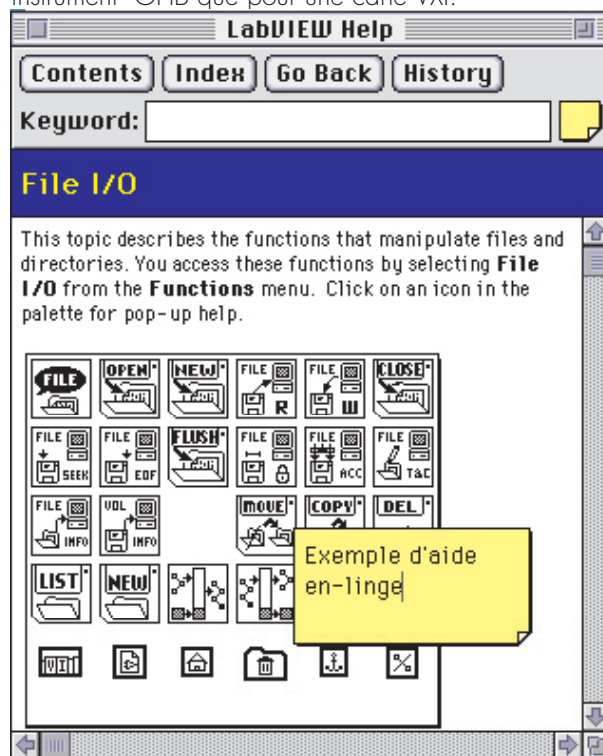 instrument GPIB que pour une carte VXI.
LabVIEW Help
Contents Index Go Back History
Keyword:
File I/O
This topic describes the functions that manipulate files and
directories. You access these functions by selecting File
I/O from the Functions menu. Click on an icon in the
palette for pop-up help.
FILE OPEN NEW FILE R FILE W CLOSE
FILE SEEK FILE EOF FLUSH FILE FILE ACC FILE T&C
FILE INFO VOL INFO MOVE COPY DEL
Exemple d'aide
en-linge
LIST NEW
VI